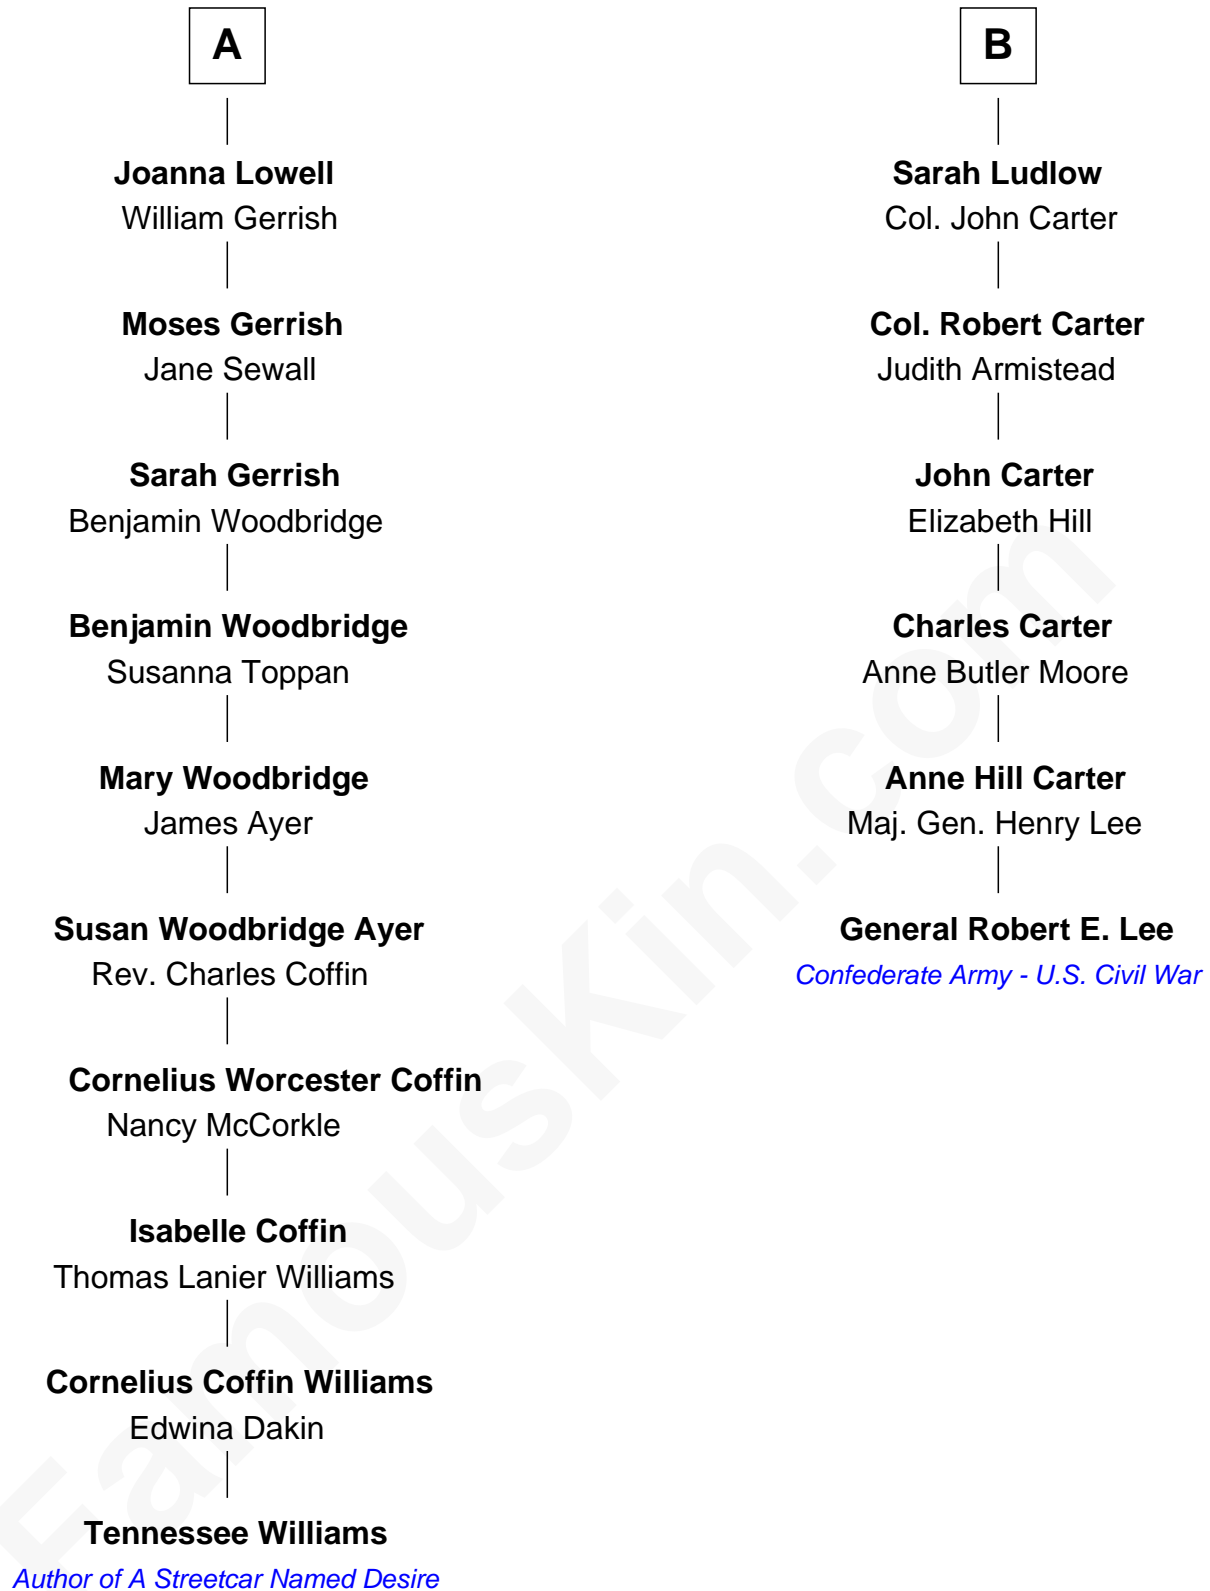 A
Joanna Lowell
William Gerrish
Moses Gerrish
Jane Sewall
Sarah Gerrish
Benjamin Woodbridge
Benjamin Woodbridge
Susanna Toppan
Mary Woodbridge
James Ayer
Susan Woodbridge Ayer
Rev. Charles Coffin
Cornelius Worcester Coffin
Nancy McCorkle
Isabelle Coffin
Thomas Lanier Williams
Cornelius Coffin Williams
Edwina Dakin
Tennessee Williams
Author of A Streetcar Named Desire
B
Sarah Ludlow
Col. John Carter
Col. Robert Carter
Judith Armistead
John Carter
Elizabeth Hill
Charles Carter
Anne Butler Moore
Anne Hill Carter
Maj. Gen. Henry Lee
General Robert E. Lee
Confederate Army - U.S. Civil War
FamousKin.com